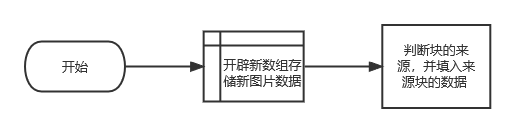 开始
开辟新数组存
储新图片数据
判断块的来
源，并填入来
源块的数据